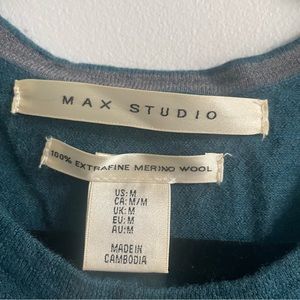 MAX STUDIO
100% EXTRAFINE MERINO WOOL
US: M
CA: M/M
UK: M
EU: M
AU: M
MADE IN
CAMBODIA